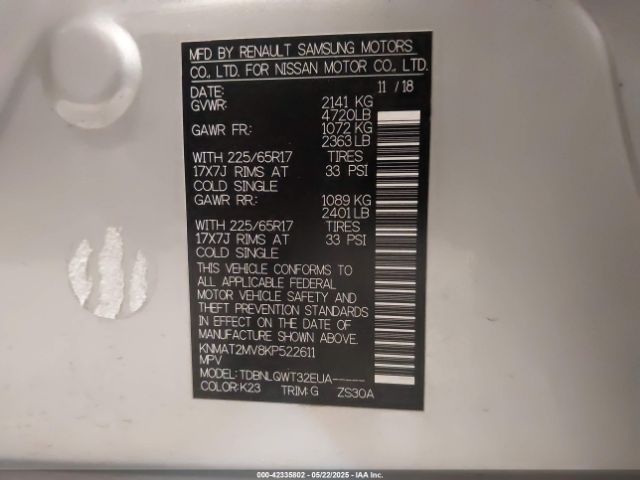 MFD BY RENAULT SAMSUNG MOTORS
CO., LTD. FOR NISSAN MOTOR CO., LTD.
DATE: 11 / 18
GVWR: 2141 KG
4720LB
GAWR FR: 1072 KG
2363 LB
WITH 225/65R17 TIRES
17X7J RIMS AT 33 PSI
COLD SINGLE
GAWR RR: 1089 KG
2401 LB
WITH 225/65R17 TIRES
17X7J RIMS AT 33 PSI
COLD SINGLE
THIS VEHICLE CONFORMS TO
ALL APPLICABLE FEDERAL
MOTOR VEHICLE SAFETY AND
THEFT PREVENTION STANDARDS
IN EFFECT ON THE DATE OF
MANUFACTURE SHOWN ABOVE.
KNMAT2MV8KP522611
MPV
MODEL: TDBNLQWT32EUA-----
COLOR: K23 TRIM: G ZS30A
000-42335802 - 05/22/2025 - IAA Inc.